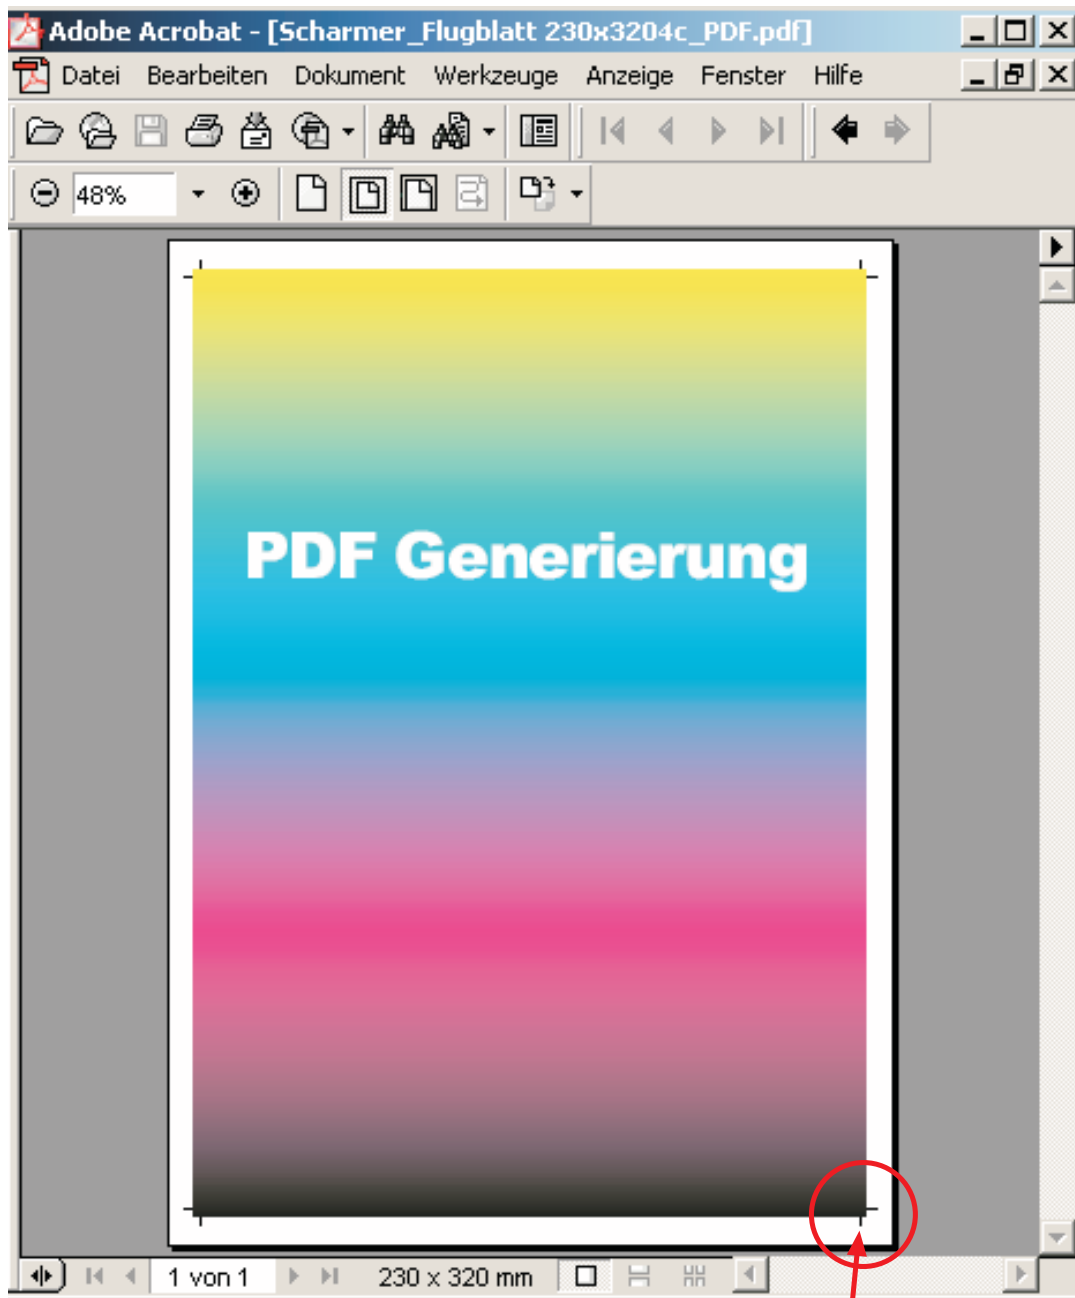 Adobe Acrobat - [Scharmer_Flugblatt 230x3204c_PDF.pdf]
Datei Bearbeiten Dokument Werkzeuge Anzeige Fenster Hilfe
48%
PDF Generierung
1 von 1 230 x 320 mm